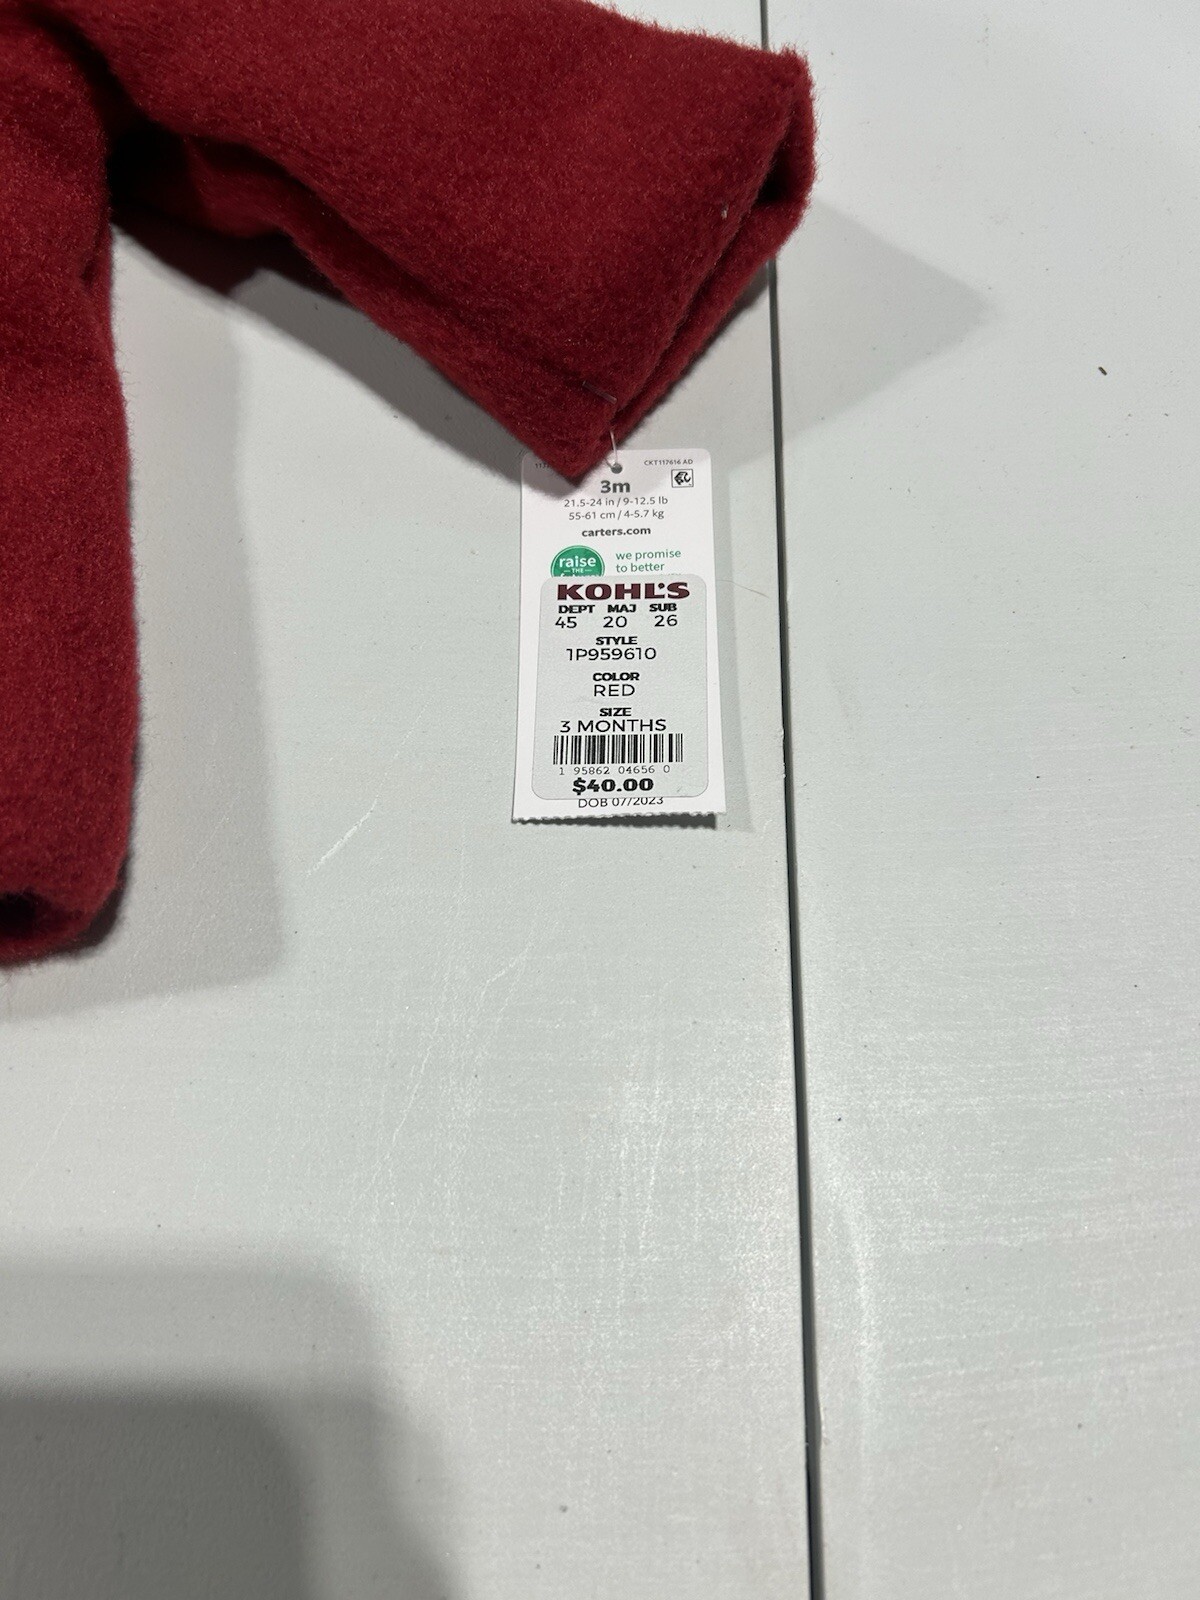 CKT117616 AD
3m
21.5-24 in / 9-12.5 lb
55-61 cm / 4-5.7 kg
carters.com
raise
THE
we promise
to better
KOHL'S
DEPT MAJ SUB
45 20 26
STYLE
1P959610
COLOR
RED
SIZE
3 MONTHS
1 95862 04656 0
$40.00
DOB 07/2023